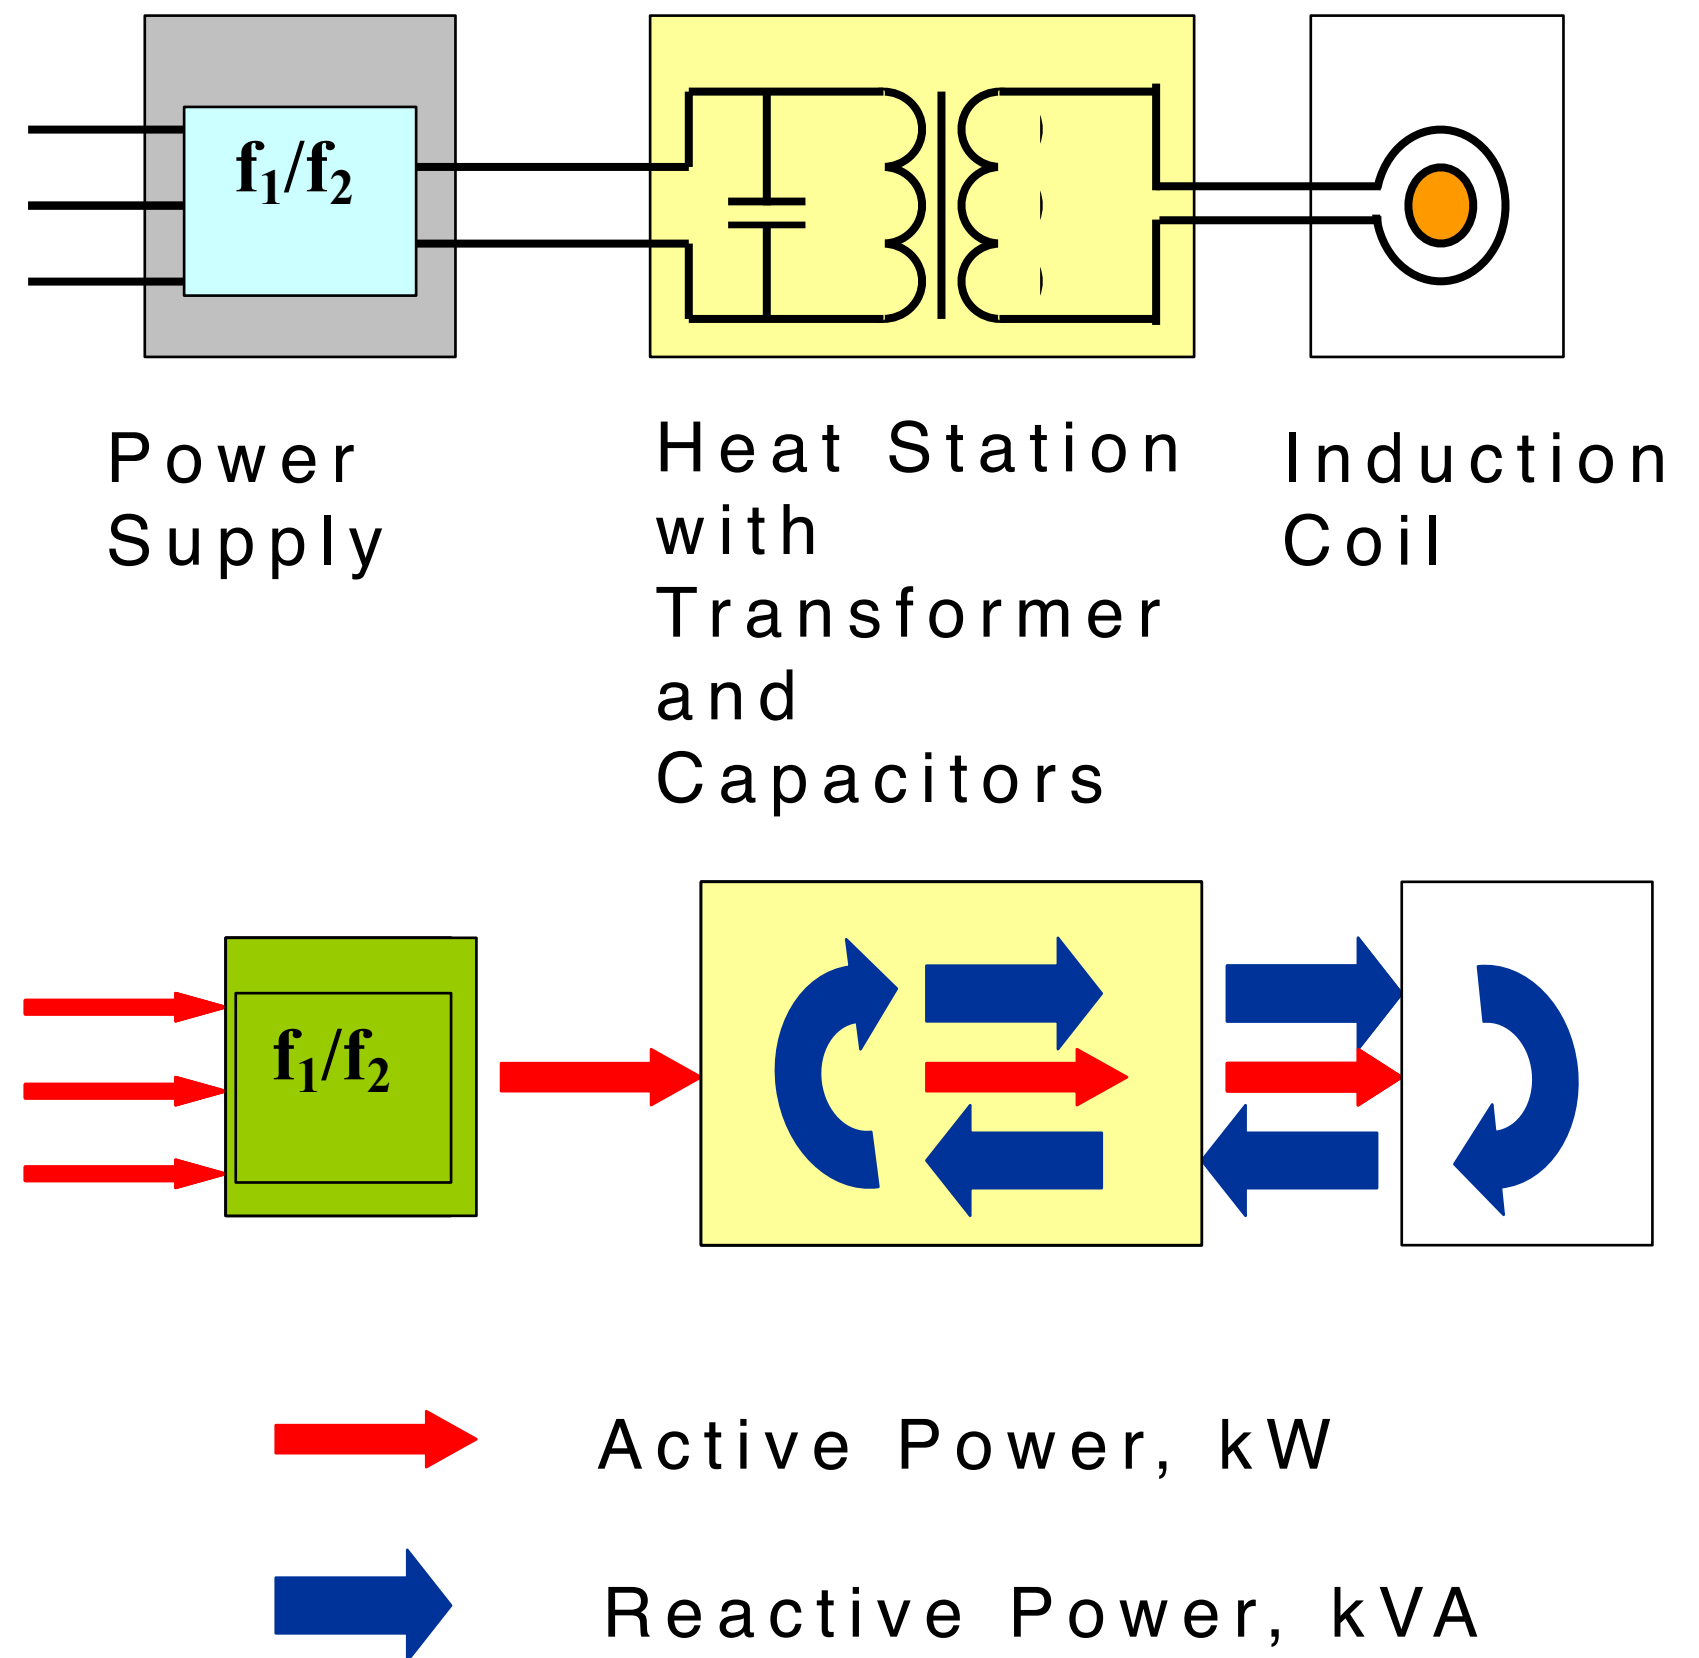 f₁/f₂
Power
Supply
Heat Station
with
Transformer
and
Capacitors
Induction
Coil
f₁/f₂
Active Power, kW
Reactive Power, kVA